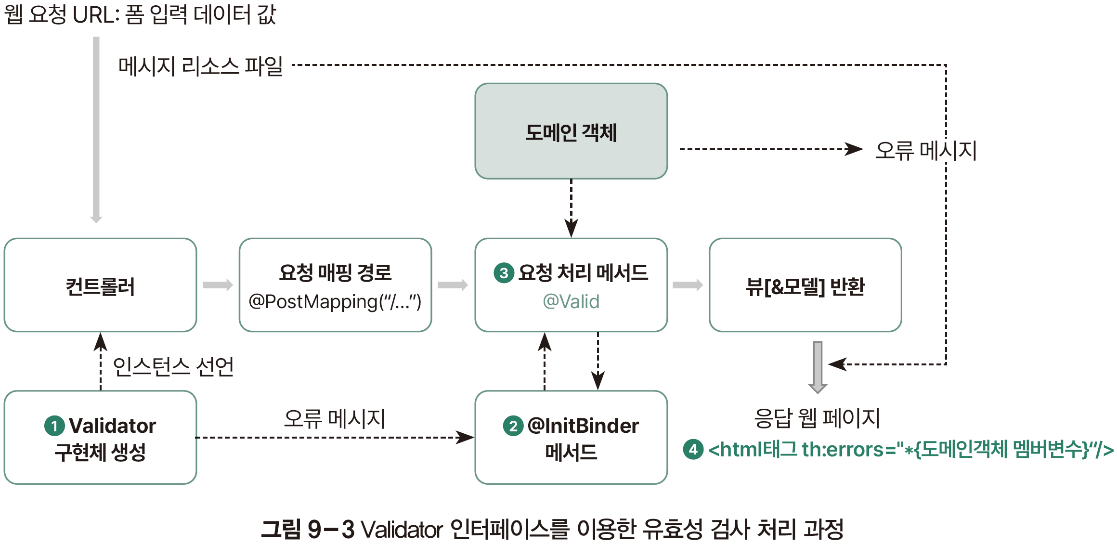 웹 요청 URL: 폼 입력 데이터 값
메시지 리소스 파일
도메인 객체
오류 메시지
컨트롤러
요청 매핑 경로
@PostMapping(“/...”)
3 요청 처리 메서드
@Valid
뷰[&모델] 반환
인스턴스 선언
1 Validator
구현체 생성
오류 메시지
2 @InitBinder
메서드
응답 웹 페이지
4 <html태그 th:errors="*{도메인객체 멤버변수}“/>
그림 9-3 Validator 인터페이스를 이용한 유효성 검사 처리 과정